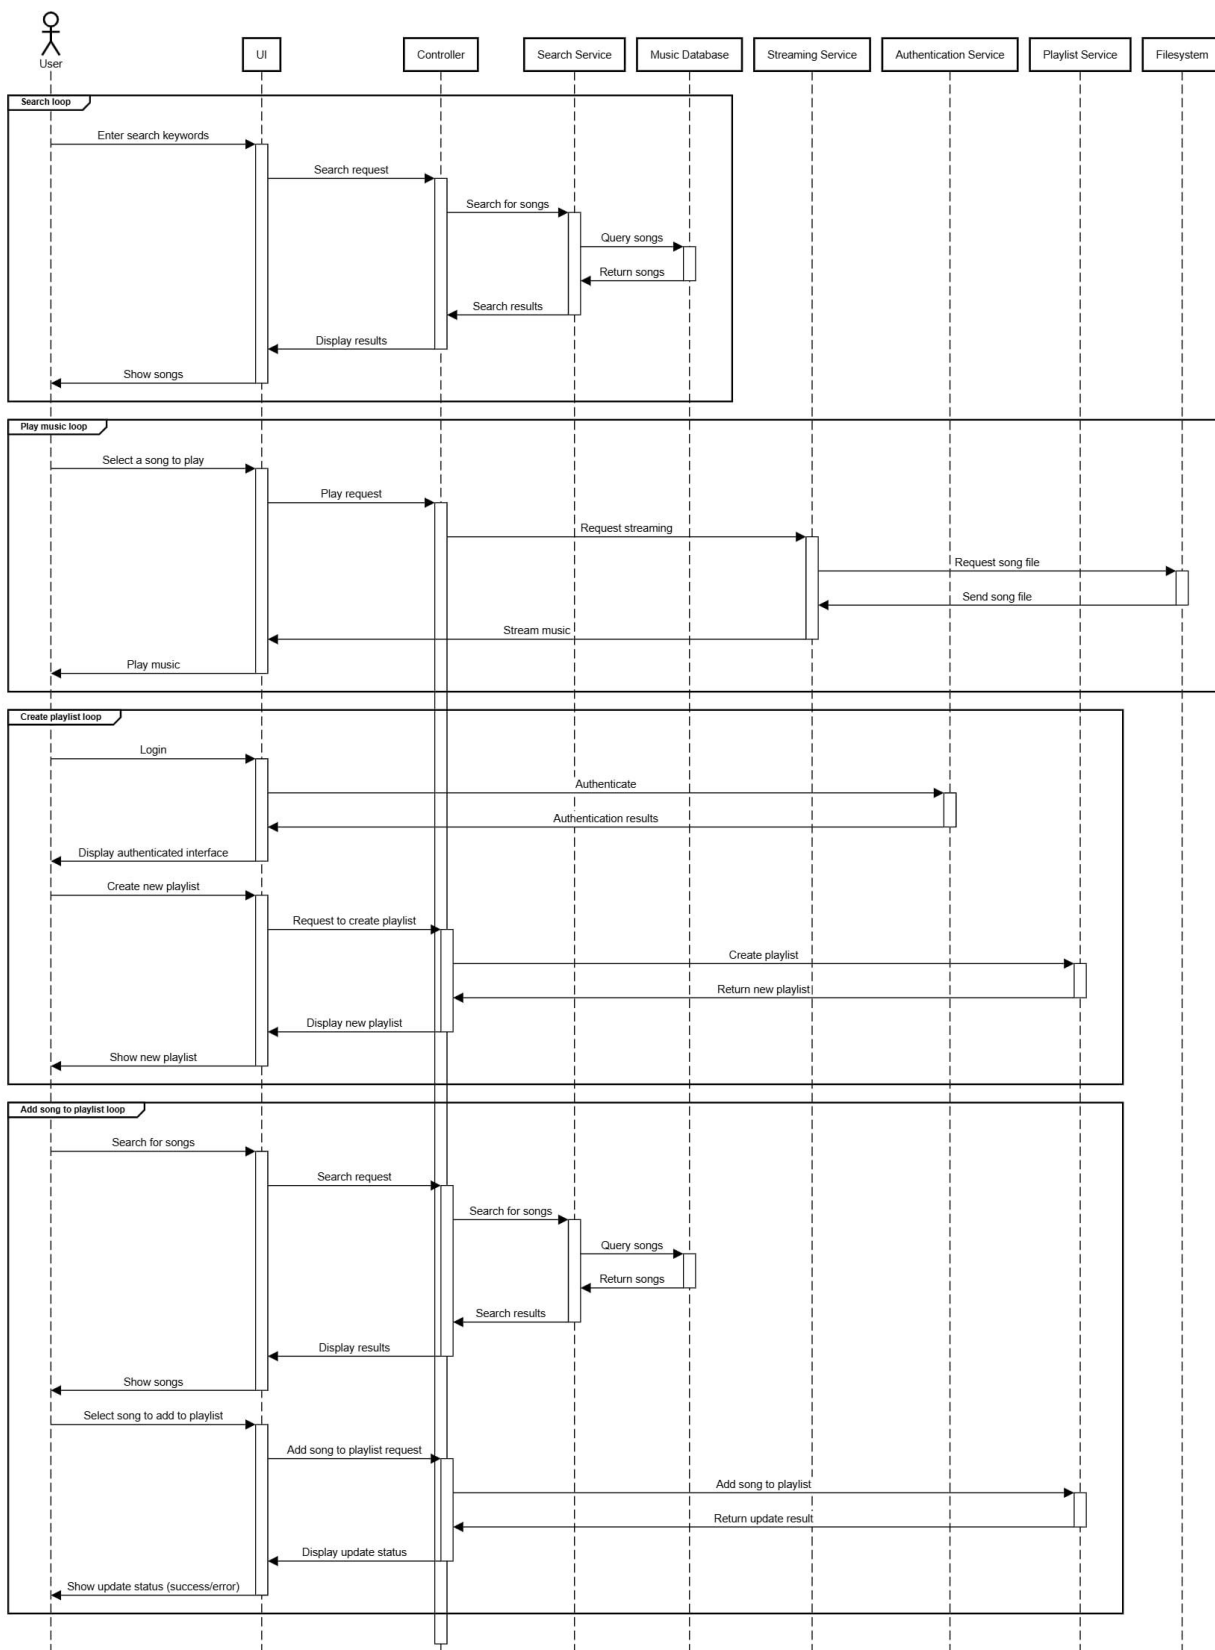 User
UI
Controller
Search Service
Music Database
Streaming Service
Authentication Service
Playlist Service
Filesystem
Search loop
Enter search keywords
Search request
Search for songs
Query songs
Return songs
Search results
Display results
Show songs
Play music loop
Select a song to play
Play request
Request streaming
Request song file
Send song file
Stream music
Play music
Create playlist loop
Login
Authenticate
Authentication results
Display authenticated interface
Create new playlist
Request to create playlist
Create playlist
Return new playlist
Display new playlist
Show new playlist
Add song to playlist loop
Search for songs
Search request
Search for songs
Query songs
Return songs
Search results
Display results
Show songs
Select song to add to playlist
Add song to playlist request
Add song to playlist
Return update result
Display update status
Show update status (success/error)